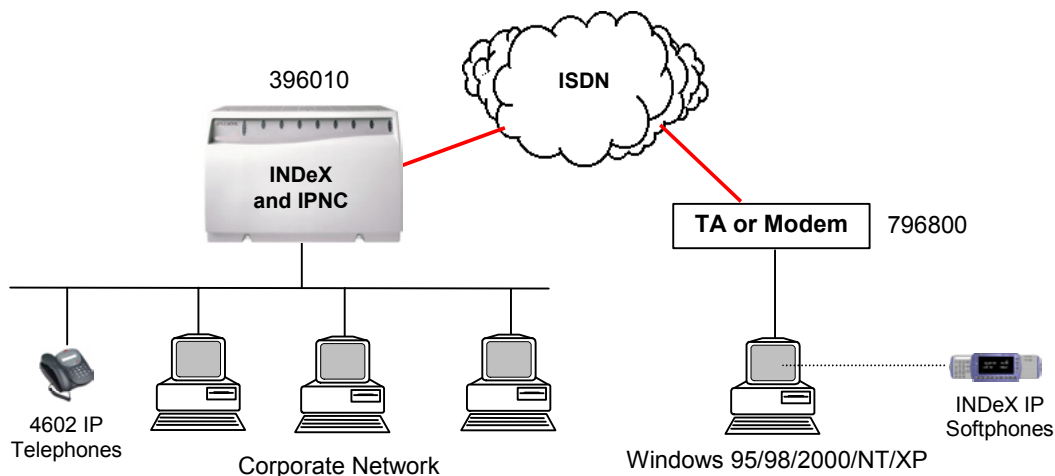 396010
ISDN
INDeX
and IPNC
TA or Modem
796800
4602 IP
Telephones
Corporate Network
Windows 95/98/2000/NT/XP
INDeX IP
Softphones